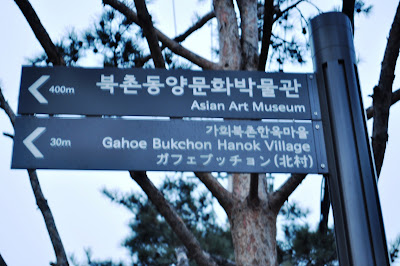 북촌동양문화박물관
400m
Asian Art Museum
가회북촌한옥마을
30m
Gahoe Bukchon Hanok Village
ガフェブッチョン(北村)